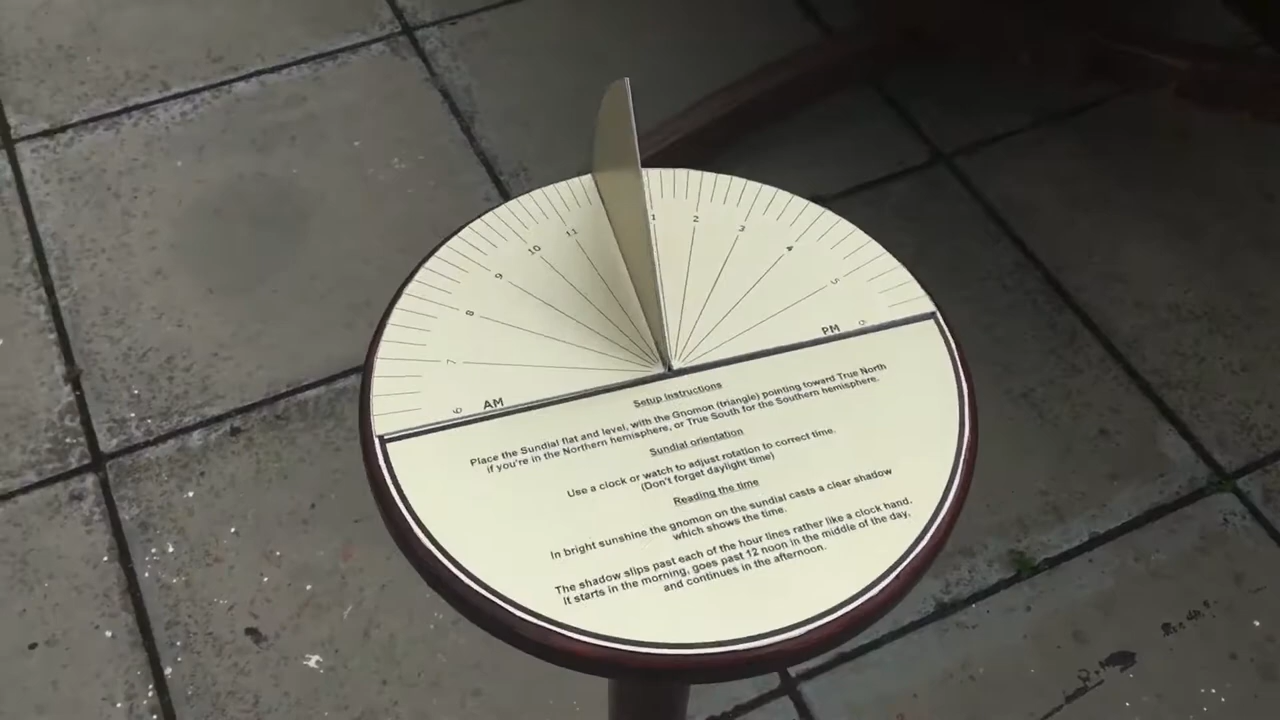 11 1 2
10 3
9 4
8 5
7
6 AM PM 6
Setup Instructions
Place the Sundial flat and level, with the Gnomon (triangle) pointing toward True North
if you're in the Northern hemisphere, or True South for the Southern hemisphere.
Sundial orientation
Use a clock or watch to adjust rotation to correct time.
(Don't forget daylight time)
Reading the time
In bright sunshine the gnomon on the sundial casts a clear shadow
which shows the time.
The shadow slips past each of the hour lines rather like a clock hand.
It starts in the morning, goes past 12 noon in the middle of the day,
and continues in the afternoon.